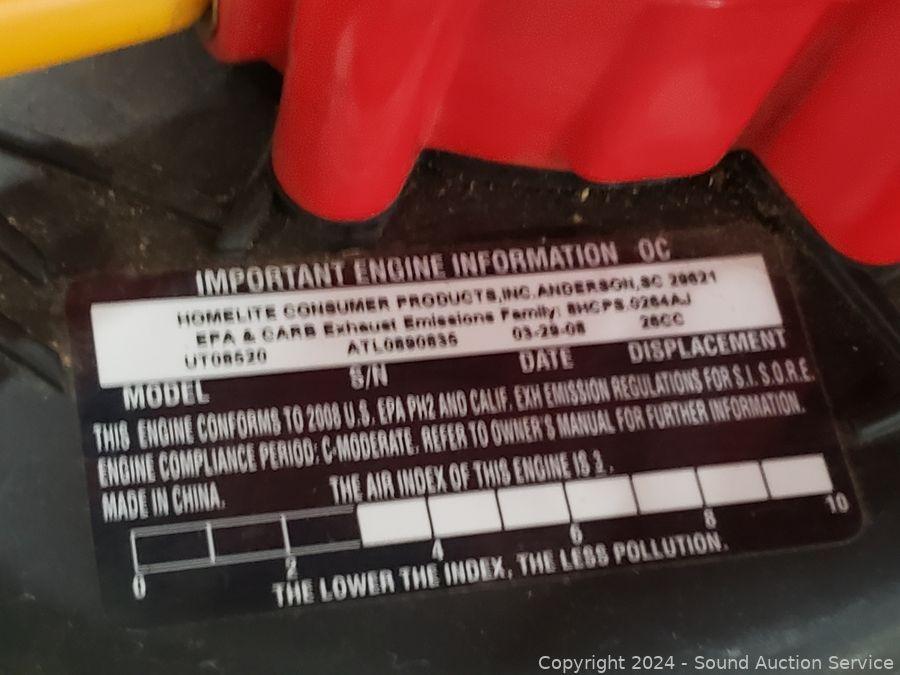 IMPORTANT ENGINE INFORMATION OC
HOMELITE CONSUMER PRODUCTS,INC.ANDERSON,SC 29621
EPA & CARB Exhaust Emissions Family: 8HCPS.0264AJ
UT08520 ATL0890835 03-29-08 26CC
MODEL S/N DATE DISPLACEMENT
THIS ENGINE CONFORMS TO 2008 U.S. EPA PH2 AND CALIF. EXH EMISSION REGULATIONS FOR S.I. S.O.R.E.
ENGINE COMPLIANCE PERIOD: C-MODERATE. REFER TO OWNER'S MANUAL FOR FURTHER INFORMATION.
MADE IN CHINA. THE AIR INDEX OF THIS ENGINE IS 3.
0 2 4 6 8 10
THE LOWER THE INDEX, THE LESS POLLUTION.
Copyright © 2024 - Sound Auction Service